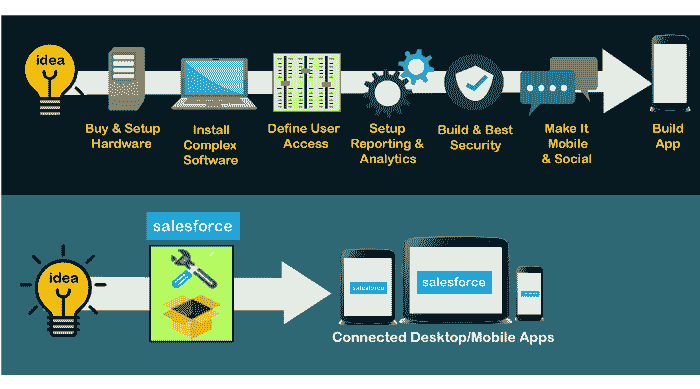 idea
Buy & Setup
Hardware
Install
Complex
Software
Define User
Access
Setup
Reporting &
Analytics
Build & Best
Security
Make It
Mobile
& Social
Build
App
salesforce
idea
salesforce
salesforce
Connected Desktop/Mobile Apps